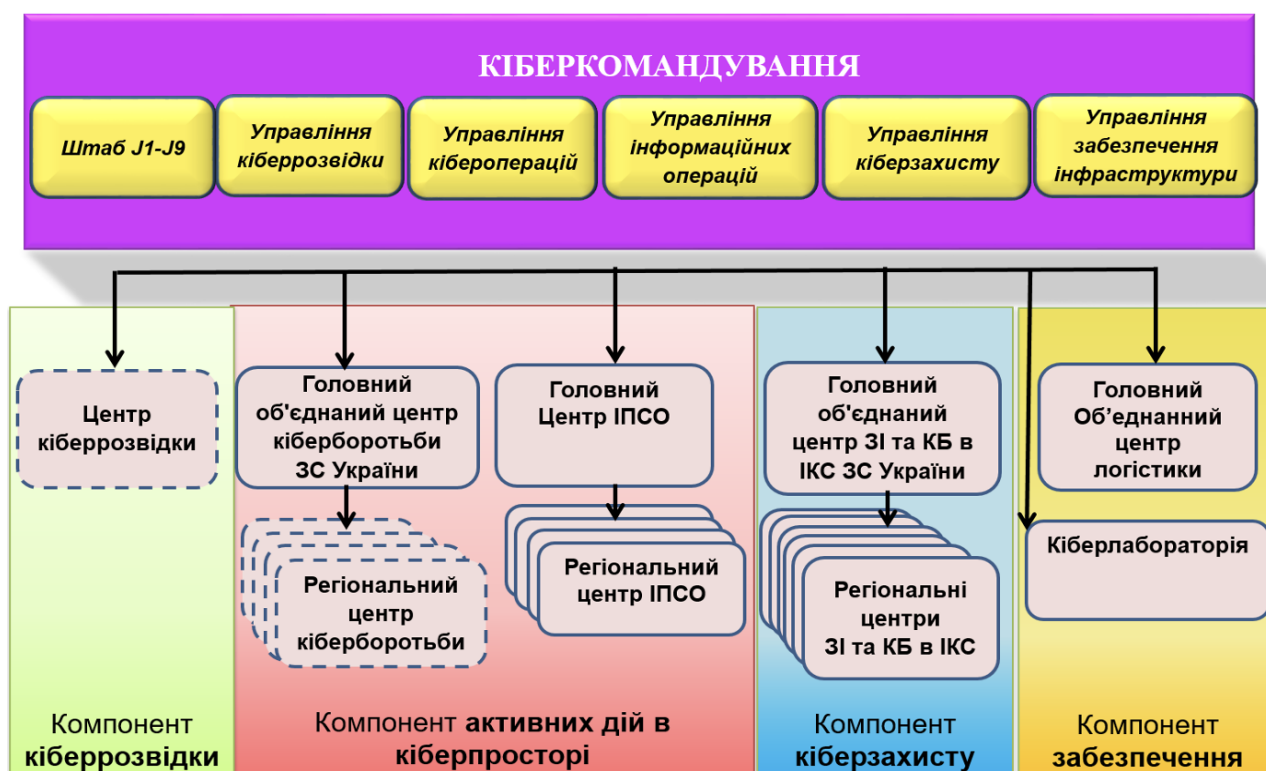 КІБЕРКОМАНДУВАННЯ
Штаб J1-J9
Управління
кіберрозвідки
Управління
кібероперацій
Управління
інформаційних
операцій
Управління
кіберзахисту
Управління
забезпечення
інфраструктури
Центр
кіберрозвідки
Головний
об'єднаний центр
кіберборотьби
ЗС України
Головний
Центр ІПСО
Головний
об'єднаний
центр ЗІ та КБ в
ІКС ЗС України
Головний
Об’еднанний
центр
логістики
Регіональний
центр
кіберборотьби
Регіональний
центр ІПСО
Регіональні
центри
ЗІ та КБ в ІКС
Кіберлабораторія
Компонент
кіберрозвідки
Компонент активних дій в
кіберпросторі
Компонент
кіберзахисту
Компонент
забезпечення